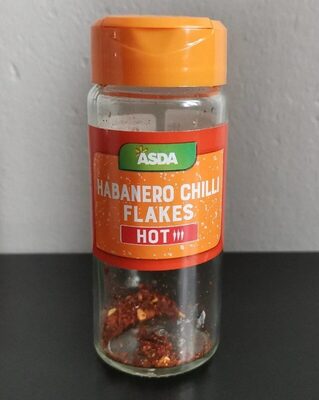 ASDA
HABANERO CHILLI
FLAKES
HOT